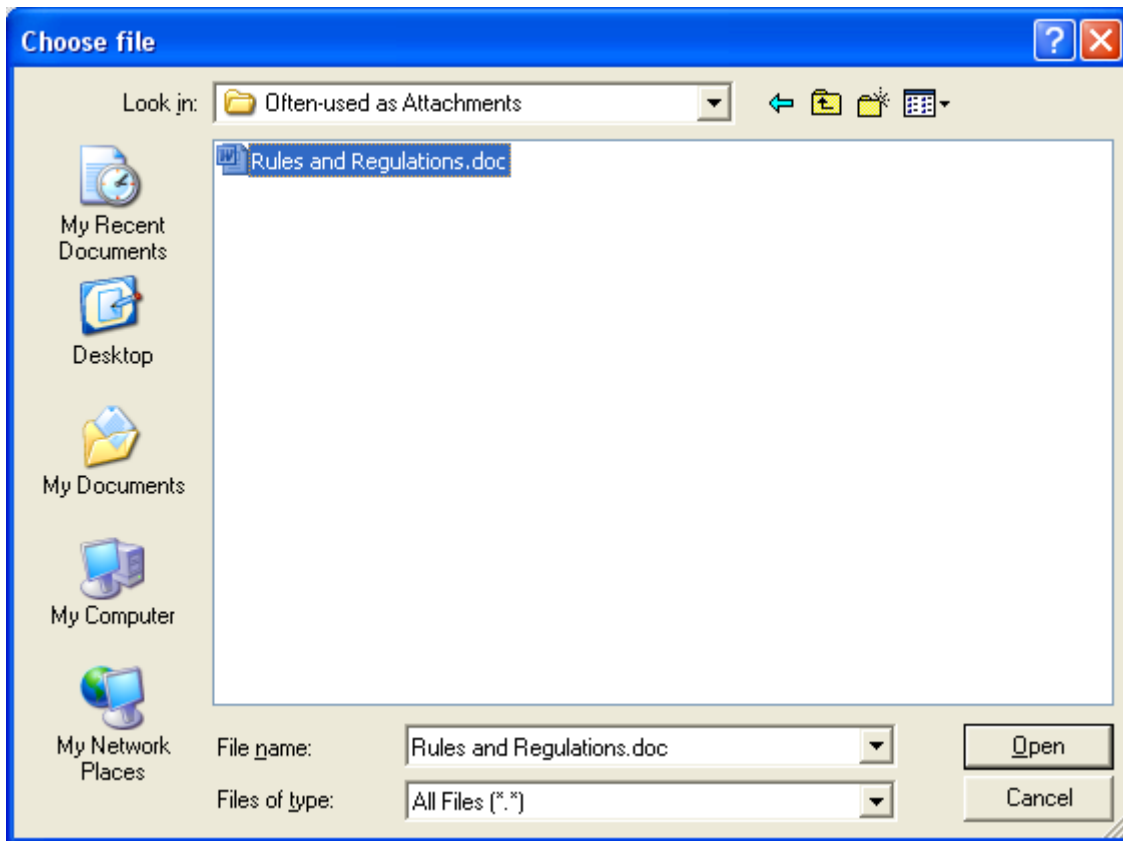 Choose file
Look in:
Often-used as Attachments
Rules and Regulations.doc
My Recent
Documents
Desktop
My Documents
My Computer
My Network
Places
File name:
Rules and Regulations.doc
Open
Files of type:
All Files (*.*)
Cancel